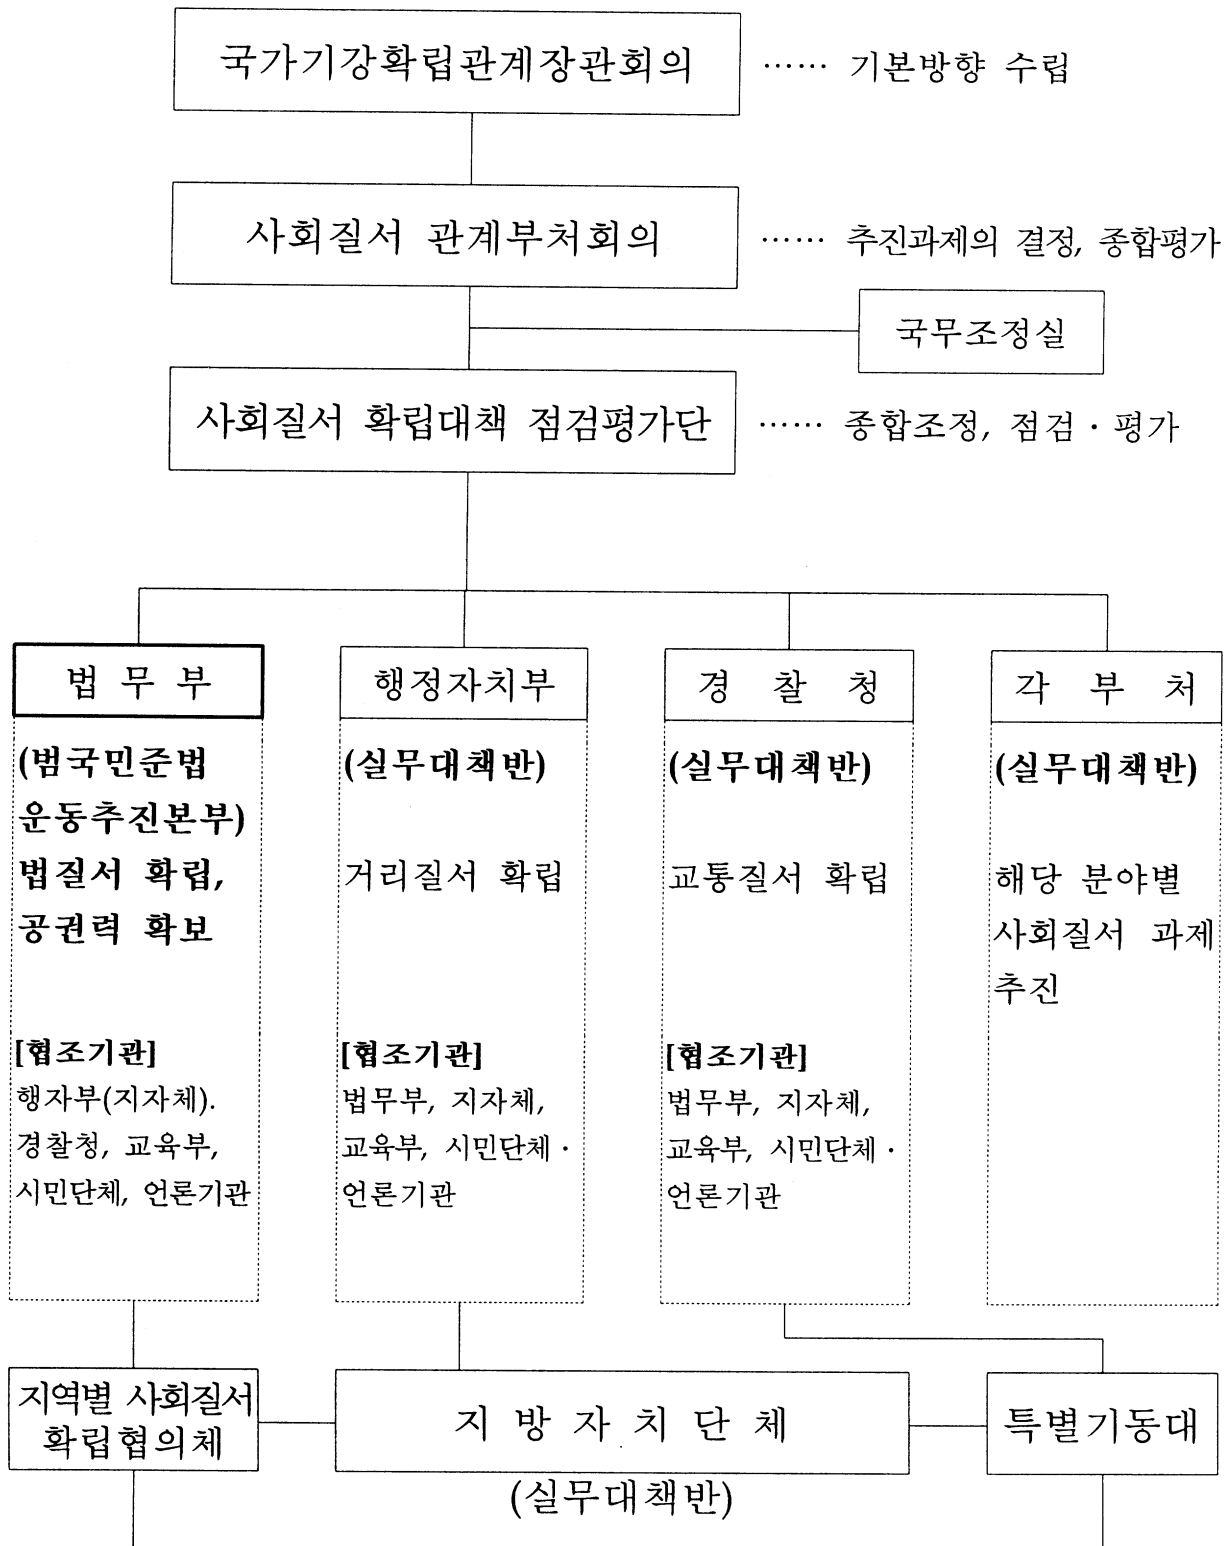 국가기강확립관계장관회의 …… 기본방향 수립
사회질서 관계부처회의 …… 추진과제의 결정, 종합평가
국무조정실
사회질서 확립대책 점검평가단 …… 종합조정, 점검·평가
법 무 부
(범국민준법
운동추진본부)
법질서 확립,
공권력 확보
[협조기관]
행자부(지자체).
경찰청, 교육부,
시민단체, 언론기관
행정자치부
(실무대책반)
거리질서 확립
[협조기관]
법무부, 지자체,
교육부, 시민단체·
언론기관
경 찰 청
(실무대책반)
교통질서 확립
[협조기관]
법무부, 지자체,
교육부, 시민단체·
언론기관
각 부 처
(실무대책반)
해당 분야별
사회질서 과제
추진
지역별 사회질서
확립협의체
지 방 자 치 단 체
(실무대책반)
특별기동대